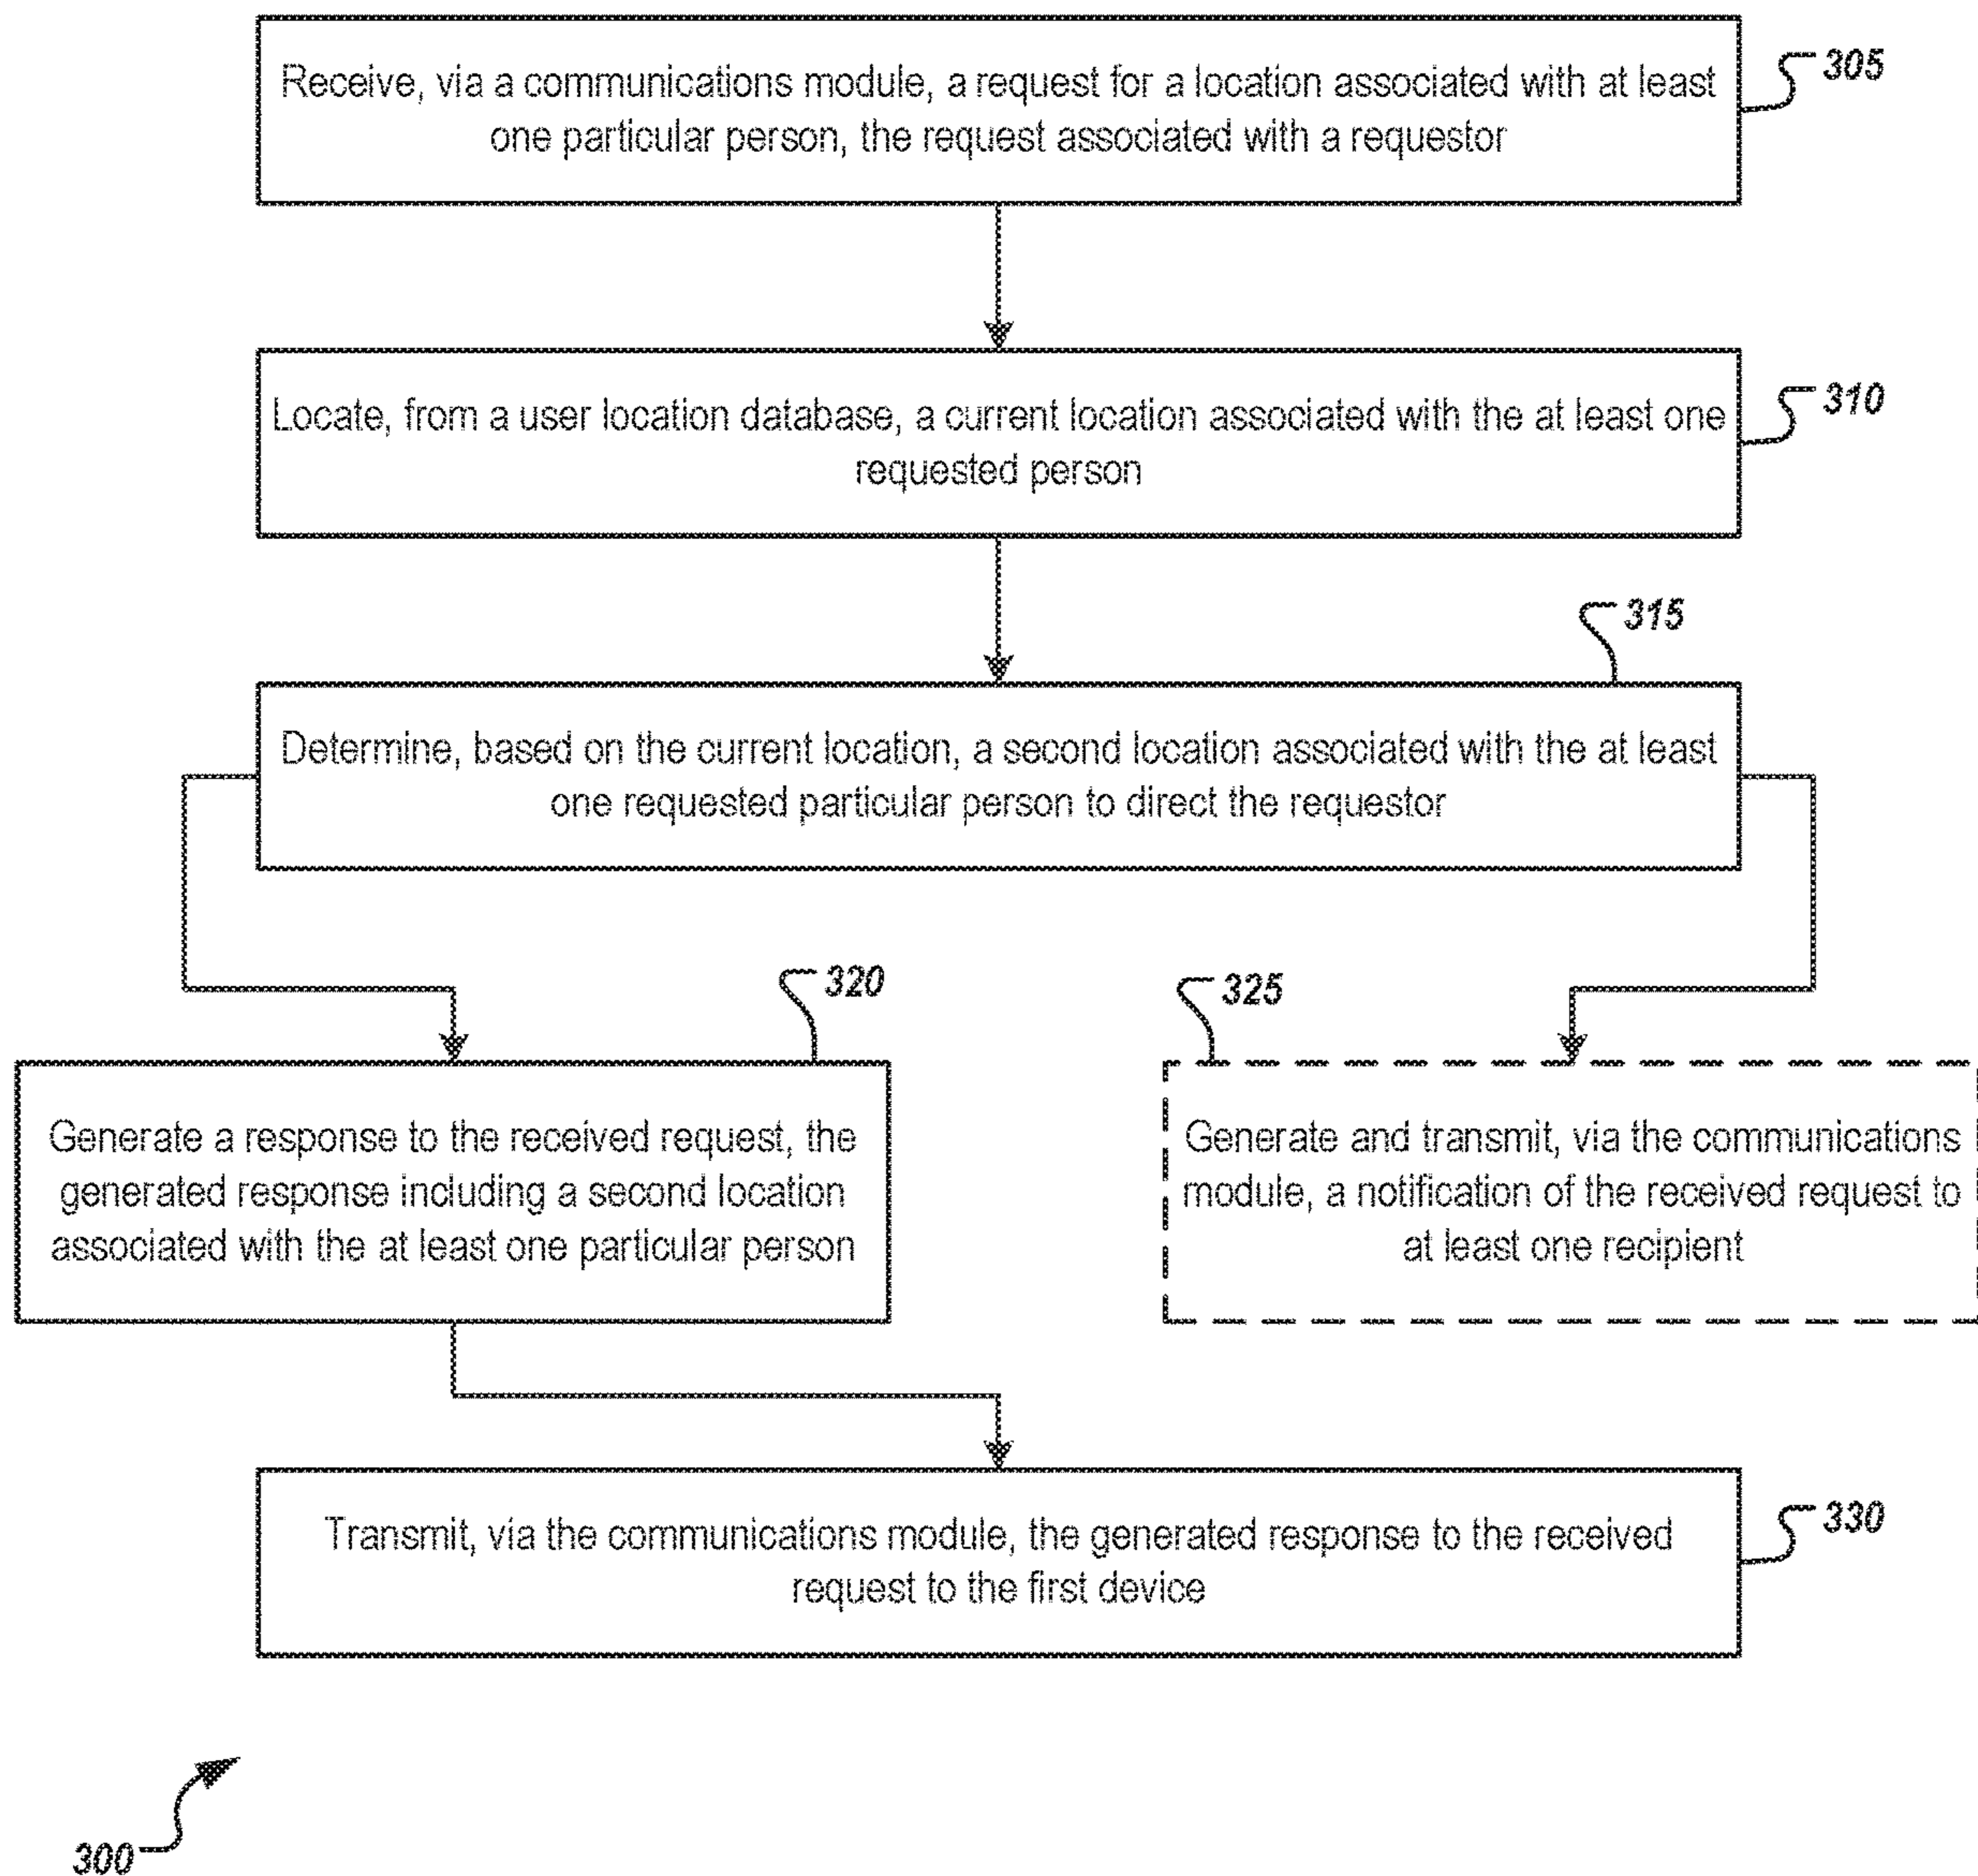 305
Receive, via a communications module, a request for a location associated with at least
one particular person, the request associated with a requestor
310
Locate, from a user location database, a current location associated with the at least one
requested person
315
Determine, based on the current location, a second location associated with the at least
one requested particular person to direct the requestor
320
325
Generate a response to the received request, the
generated response including a second location
associated with the at least one particular person
Generate and transmit, via the communications
module, a notification of the received request to
at least one recipient
Transmit, via the communications module, the generated response to the received
request to the first device
330
300